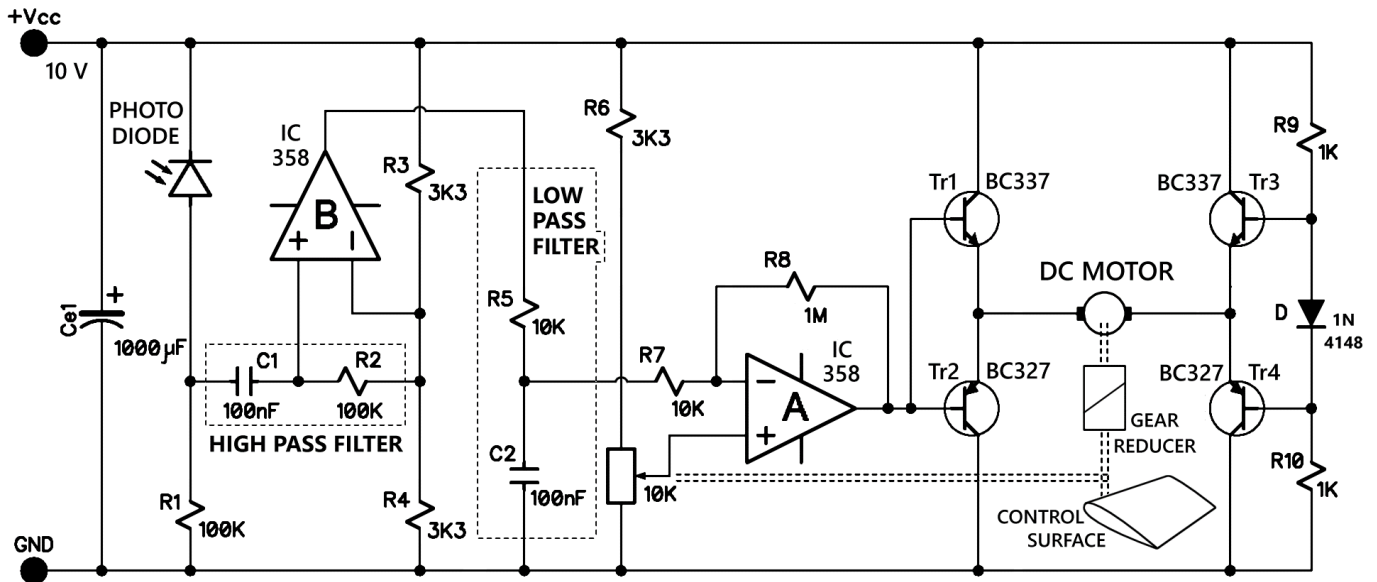 +Vcc
10 V
PHOTO
DIODE
IC
358
B
+
–
R3
3K3
R6
3K3
LOW
PASS
FILTER
Tr1
BC337
BC337
Tr3
R9
1K
DC MOTOR
D
1N
4148
Ce1
+
1000µF
C1
100nF
R2
100K
HIGH PASS FILTER
R5
10K
R7
10K
R8
1M
IC
358
A
–
+
Tr2
BC327
BC327
Tr4
GEAR
REDUCER
R1
100K
R4
3K3
C2
100nF
10K
CONTROL
SURFACE
R10
1K
GND